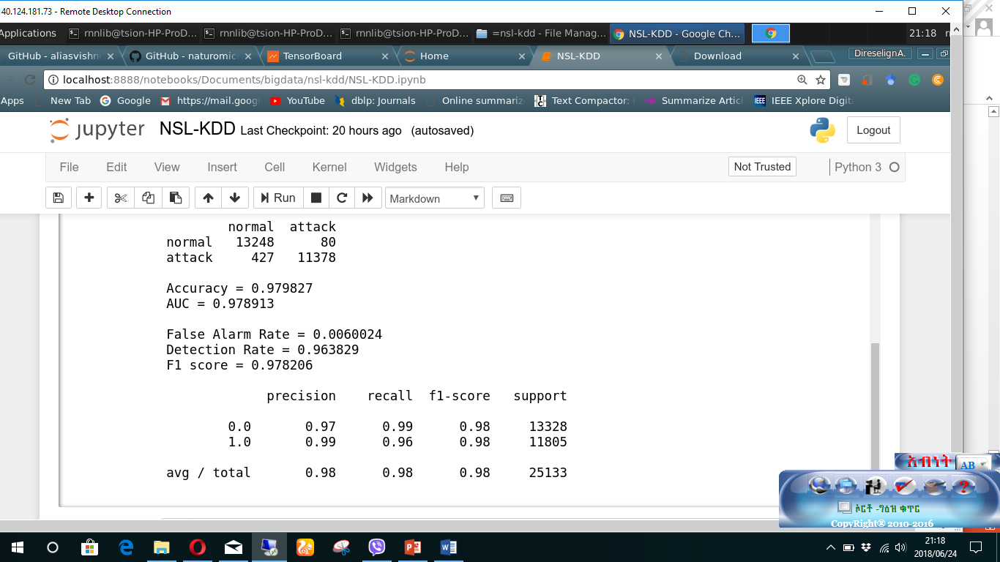 40.124.181.73 - Remote Desktop Connection
Applications rnnlib@tsion-HP-ProD... rnnlib@tsion-HP-ProD... rnnlib@tsion-HP-ProD... =nsl-kdd - File Manag... NSL-KDD - Google Ch... 21:18
GitHub - aliasvishn GitHub - naturomic TensorBoard Home NSL-KDD Download DireselignA.
localhost:8888/notebooks/Documents/bigdata/nsl-kdd/NSL-KDD.ipynb
Apps New Tab Google https://mail.goog YouTube dblp: Journals Online summariz Text Compactor: Summarize Articl IEEE Xplore Digit
jupyter NSL-KDD Last Checkpoint: 20 hours ago (autosaved) Logout
File Edit View Insert Cell Kernel Widgets Help Not Trusted Python 3
Run Markdown
normal attack
normal 13248 80
attack 427 11378
Accuracy = 0.979827
AUC = 0.978913
False Alarm Rate = 0.0060024
Detection Rate = 0.963829
F1 score = 0.978206
precision recall f1-score support
0.0 0.97 0.99 0.98 13328
1.0 0.99 0.96 0.98 11805
avg / total 0.98 0.98 0.98 25133
አብነት AB
ኦርቶ -ግዕዝ ቁጥር
CopyRight® 2010-2016
21:18
2018/06/24